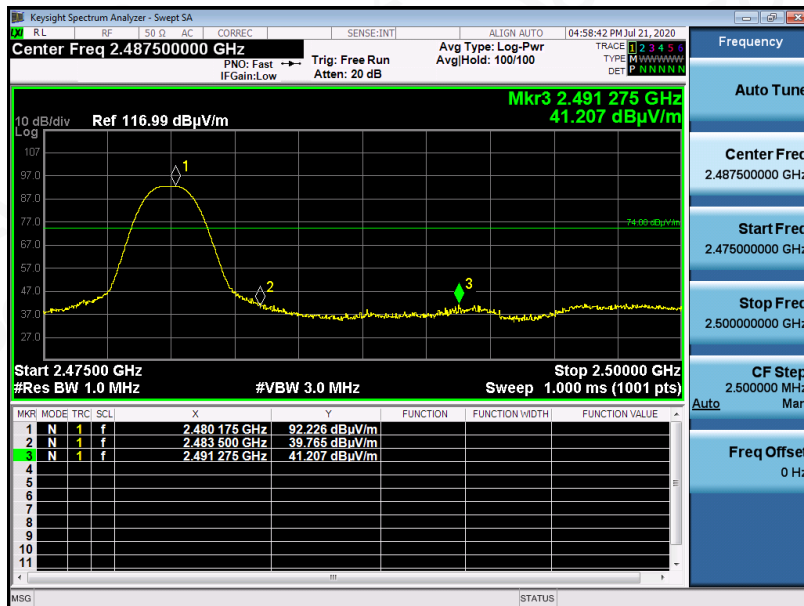 Keysight Spectrum Analyzer - Swept SA
LXI RL RF 50 Ω AC CORREC SENSE:INT ALIGN AUTO 04:58:42 PM Jul 21, 2020
Center Freq 2.487500000 GHz
PNO: Fast
IFGain:Low
Trig: Free Run
Atten: 20 dB
Avg Type: Log-Pwr
Avg|Hold: 100/100
TRACE 1 2 3 4 5 6
TYPE M WWWWW
DET P N N N N N
Mkr3 2.491 275 GHz
41.207 dBµV/m
10 dB/div Ref 116.99 dBµV/m
Log
107
97.0
87.0
77.0
67.0
57.0
47.0
37.0
27.0
1
74.00 dBµV/m
2
3
Start 2.47500 GHz Stop 2.50000 GHz
#Res BW 1.0 MHz #VBW 3.0 MHz Sweep 1.000 ms (1001 pts)
MKR MODE TRC SCL X Y FUNCTION FUNCTION WIDTH FUNCTION VALUE
1 N 1 f 2.480 175 GHz 92.226 dBµV/m
2 N 1 f 2.483 500 GHz 39.765 dBµV/m
3 N 1 f 2.491 275 GHz 41.207 dBµV/m
4
5
6
7
8
9
10
11
MSG STATUS
Frequency
Auto Tune
Center Freq
2.487500000 GHz
Start Freq
2.475000000 GHz
Stop Freq
2.500000000 GHz
CF Step
2.500000 MHz
Auto Man
Freq Offset
0 Hz